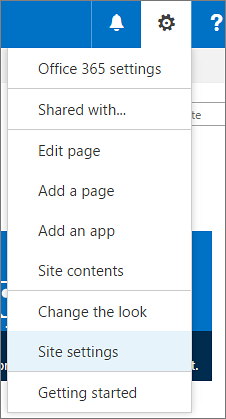 ?
Office 365 settings
Shared with...
Edit page
Add a page
Add an app
Site contents
Change the look
Site settings
Getting started